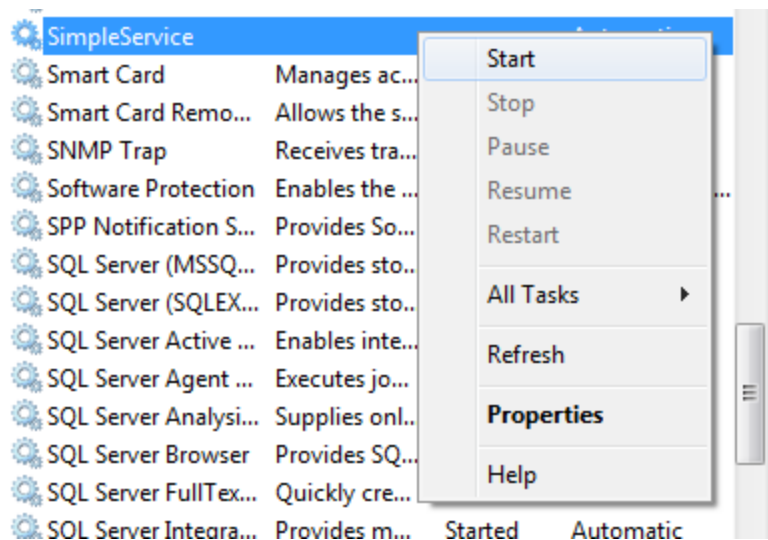 SimpleService
Start
Smart Card Manages ac...
Stop
Smart Card Remo... Allows the s...
SNMP Trap Receives tra...
Pause
Software Protection Enables the ... ...
Resume
SPP Notification S... Provides So...
Restart
SQL Server (MSSQ... Provides sto...
All Tasks
SQL Server (SQLEX... Provides sto...
SQL Server Active ... Enables inte...
Refresh
SQL Server Agent ... Executes jo...
SQL Server Analysi... Supplies onl...
Properties
SQL Server Browser Provides SQ...
Help
SQL Server FullTex... Quickly cre...
SQL Server Integra... Provides m... Started Automatic